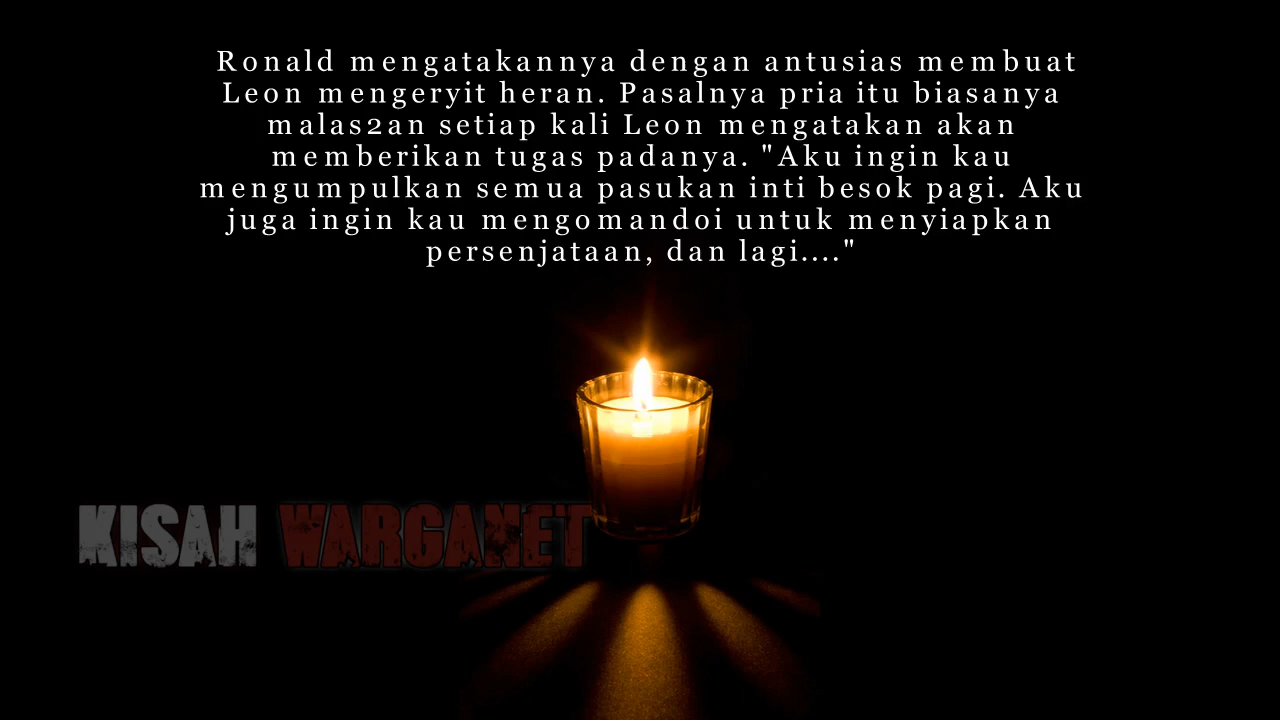 Ronald mengatakannya dengan antusias membuat
Leon mengeryit heran. Pasalnya pria itu biasanya
malas2an setiap kali Leon mengatakan akan
memberikan tugas padanya. "Aku ingin kau
mengumpulkan semua pasukan inti besok pagi. Aku
juga ingin kau mengomandoi untuk menyiapkan
persenjataan, dan lagi...."
KISAH WARGANET